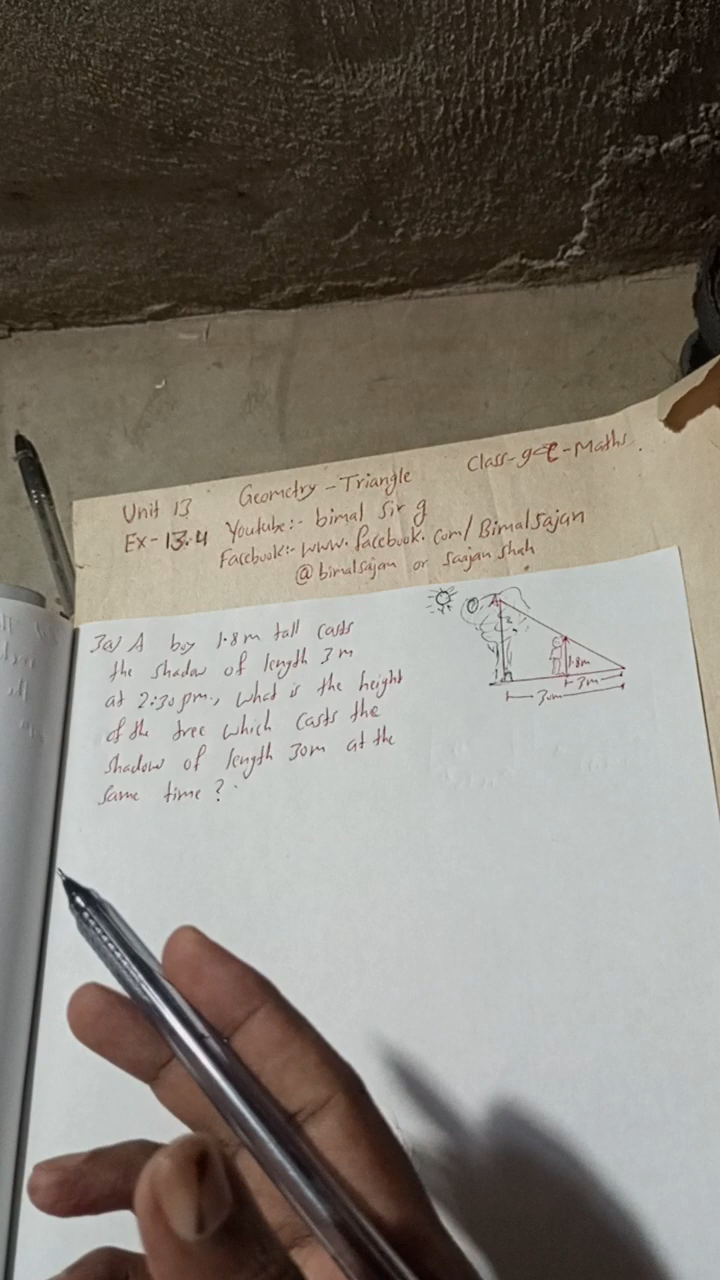 Unit 13 Geometry - Triangle Class-9 - Maths.
Ex-13.4 Youtube:- bimal sir g
Facebook:- www.facebook.com/Bimalsajan
@bimalsajan or saajan shah
3a) A boy 1.8m tall casts
the shadow of length 3m
at 2:30 pm., What is the height
of the tree which casts the
shadow of length 30m at the
same time?
1.8m
3m
30m